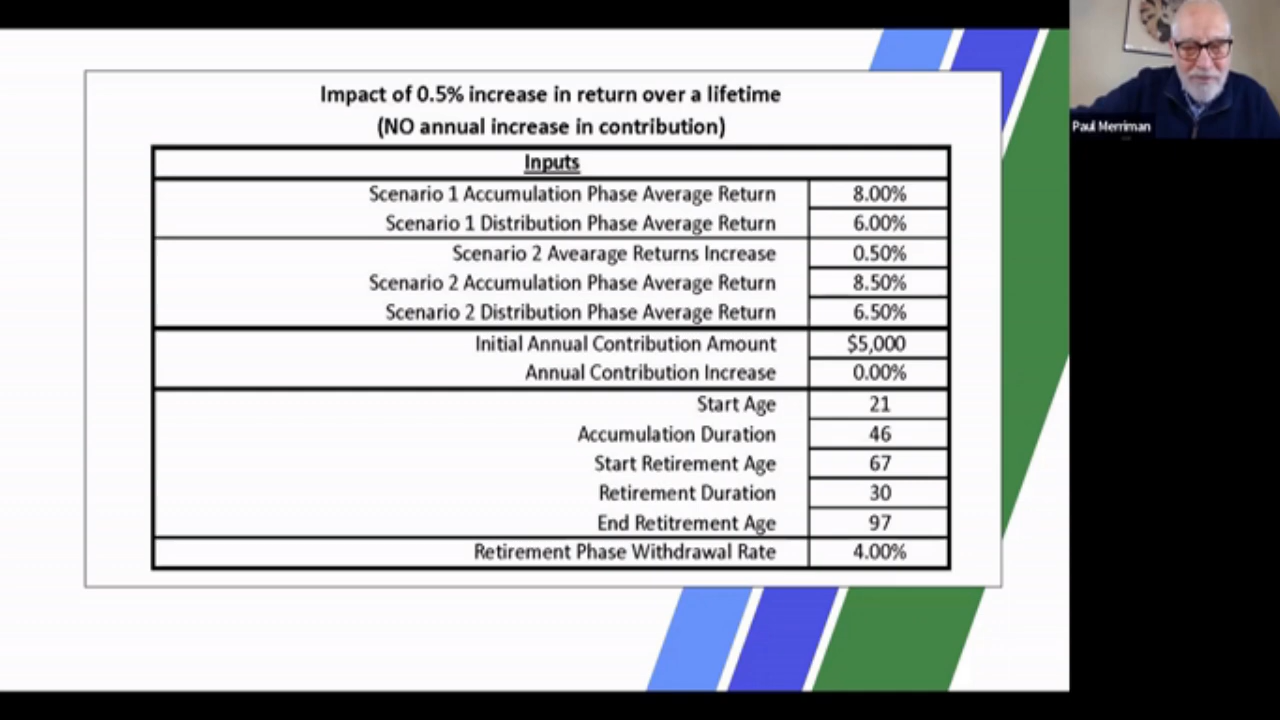 Impact of 0.5% increase in return over a lifetime
(NO annual increase in contribution)
Inputs
Scenario 1 Accumulation Phase Average Return 8.00%
Scenario 1 Distribution Phase Average Return 6.00%
Scenario 2 Avearage Returns Increase 0.50%
Scenario 2 Accumulation Phase Average Return 8.50%
Scenario 2 Distribution Phase Average Return 6.50%
Initial Annual Contribution Amount $5,000
Annual Contribution Increase 0.00%
Start Age 21
Accumulation Duration 46
Start Retirement Age 67
Retirement Duration 30
End Retitrement Age 97
Retirement Phase Withdrawal Rate 4.00%
Paul Merriman